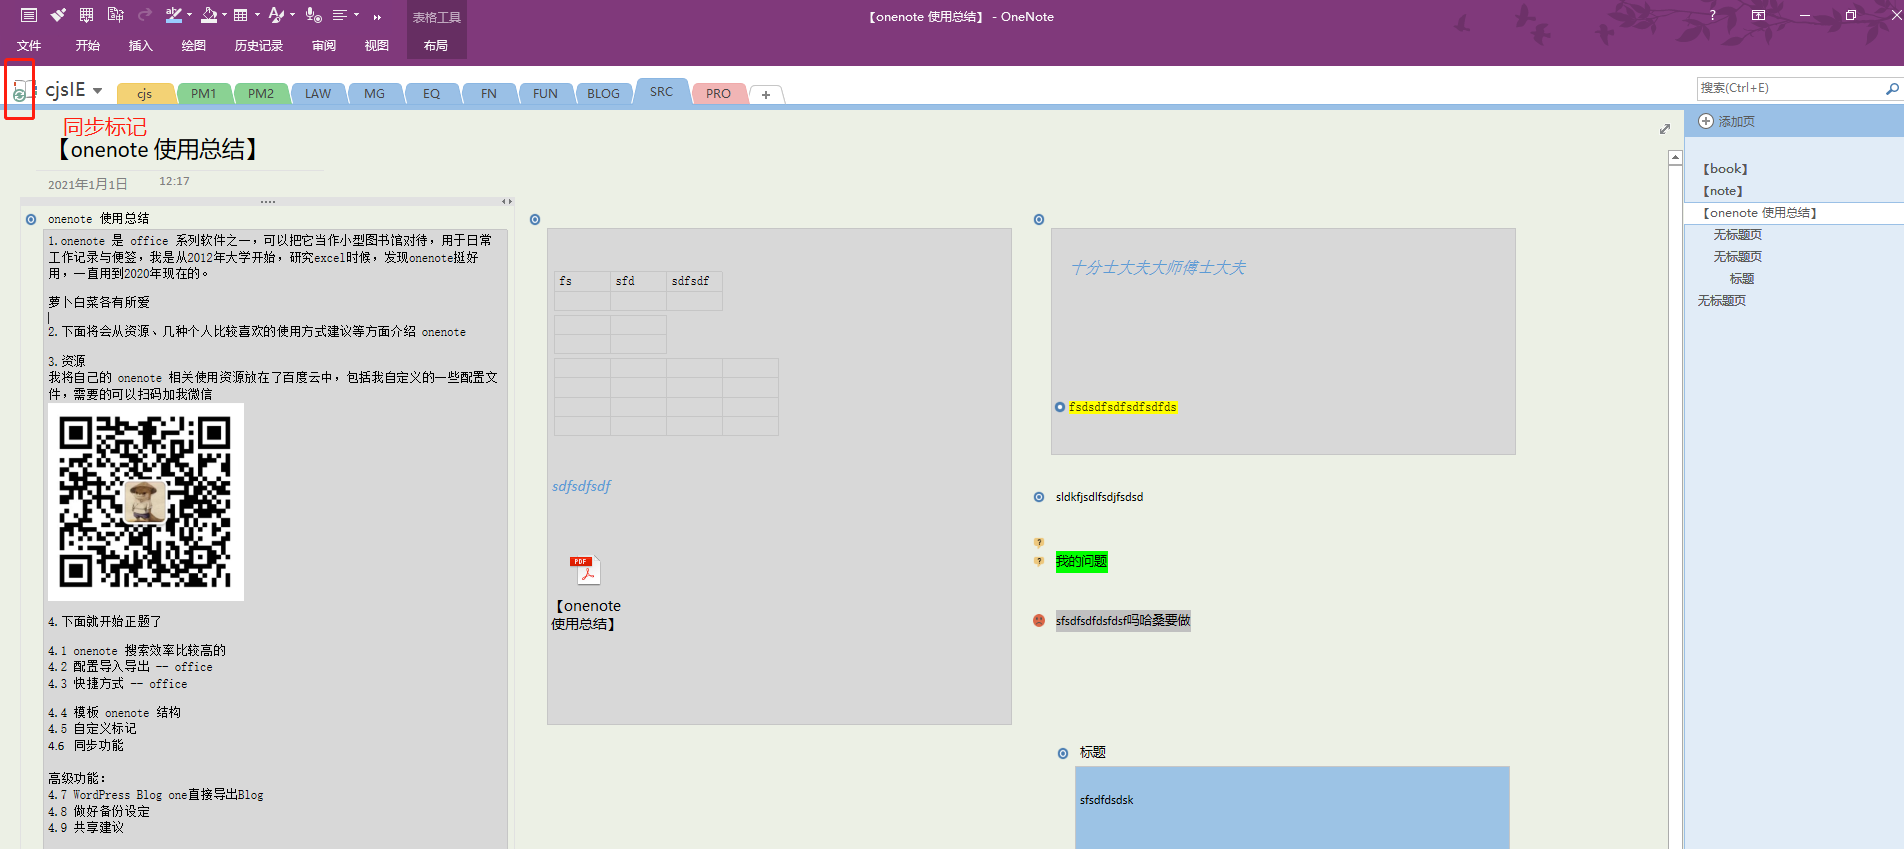 表格工具
【onenote 使用总结】 - OneNote
?
文件 开始 插入 绘图 历史记录 审阅 视图 布局
cjsIE
cjs PM1 PM2 LAW MG EQ FN FUN BLOG SRC PRO +
搜索(Ctrl+E)
同步标记
【onenote 使用总结】
2021年1月1日 12:17
添加页
【book】
【note】
【onenote 使用总结】
无标题页
无标题页
标题
无标题页
onenote 使用总结
1.onenote 是 office 系列软件之一，可以把它当作小型图书馆对待，用于日常
工作记录与便签，我是从2012年大学开始，研究excel时候，发现onenote挺好
用，一直用到2020年现在的。
萝卜白菜各有所爱
2.下面将会从资源、几种个人比较喜欢的使用方式建议等方面介绍 onenote
3.资源
我将自己的 onenote 相关使用资源放在了百度云中，包括我自定义的一些配置文
件，需要的可以扫码加我微信
4.下面就开始正题了
4.1 onenote 搜索效率比较高的
4.2 配置导入导出 -- office
4.3 快捷方式 -- office
4.4 模板 onenote 结构
4.5 自定义标记
4.6 同步功能
高级功能：
4.7 WordPress Blog one直接导出Blog
4.8 做好备份设定
4.9 共享建议
fs sfd sdfsdf
sdfsdfsdf
PDF
【onenote
使用总结】
十分士大夫大师傅士大夫
fsdsdfsdfsdfsdfds
sldkfjsdlfsdjfsdsd
我的问题
sfsdfsdfdsfdsf吗哈桑要做
标题
sfsdfdsdsk